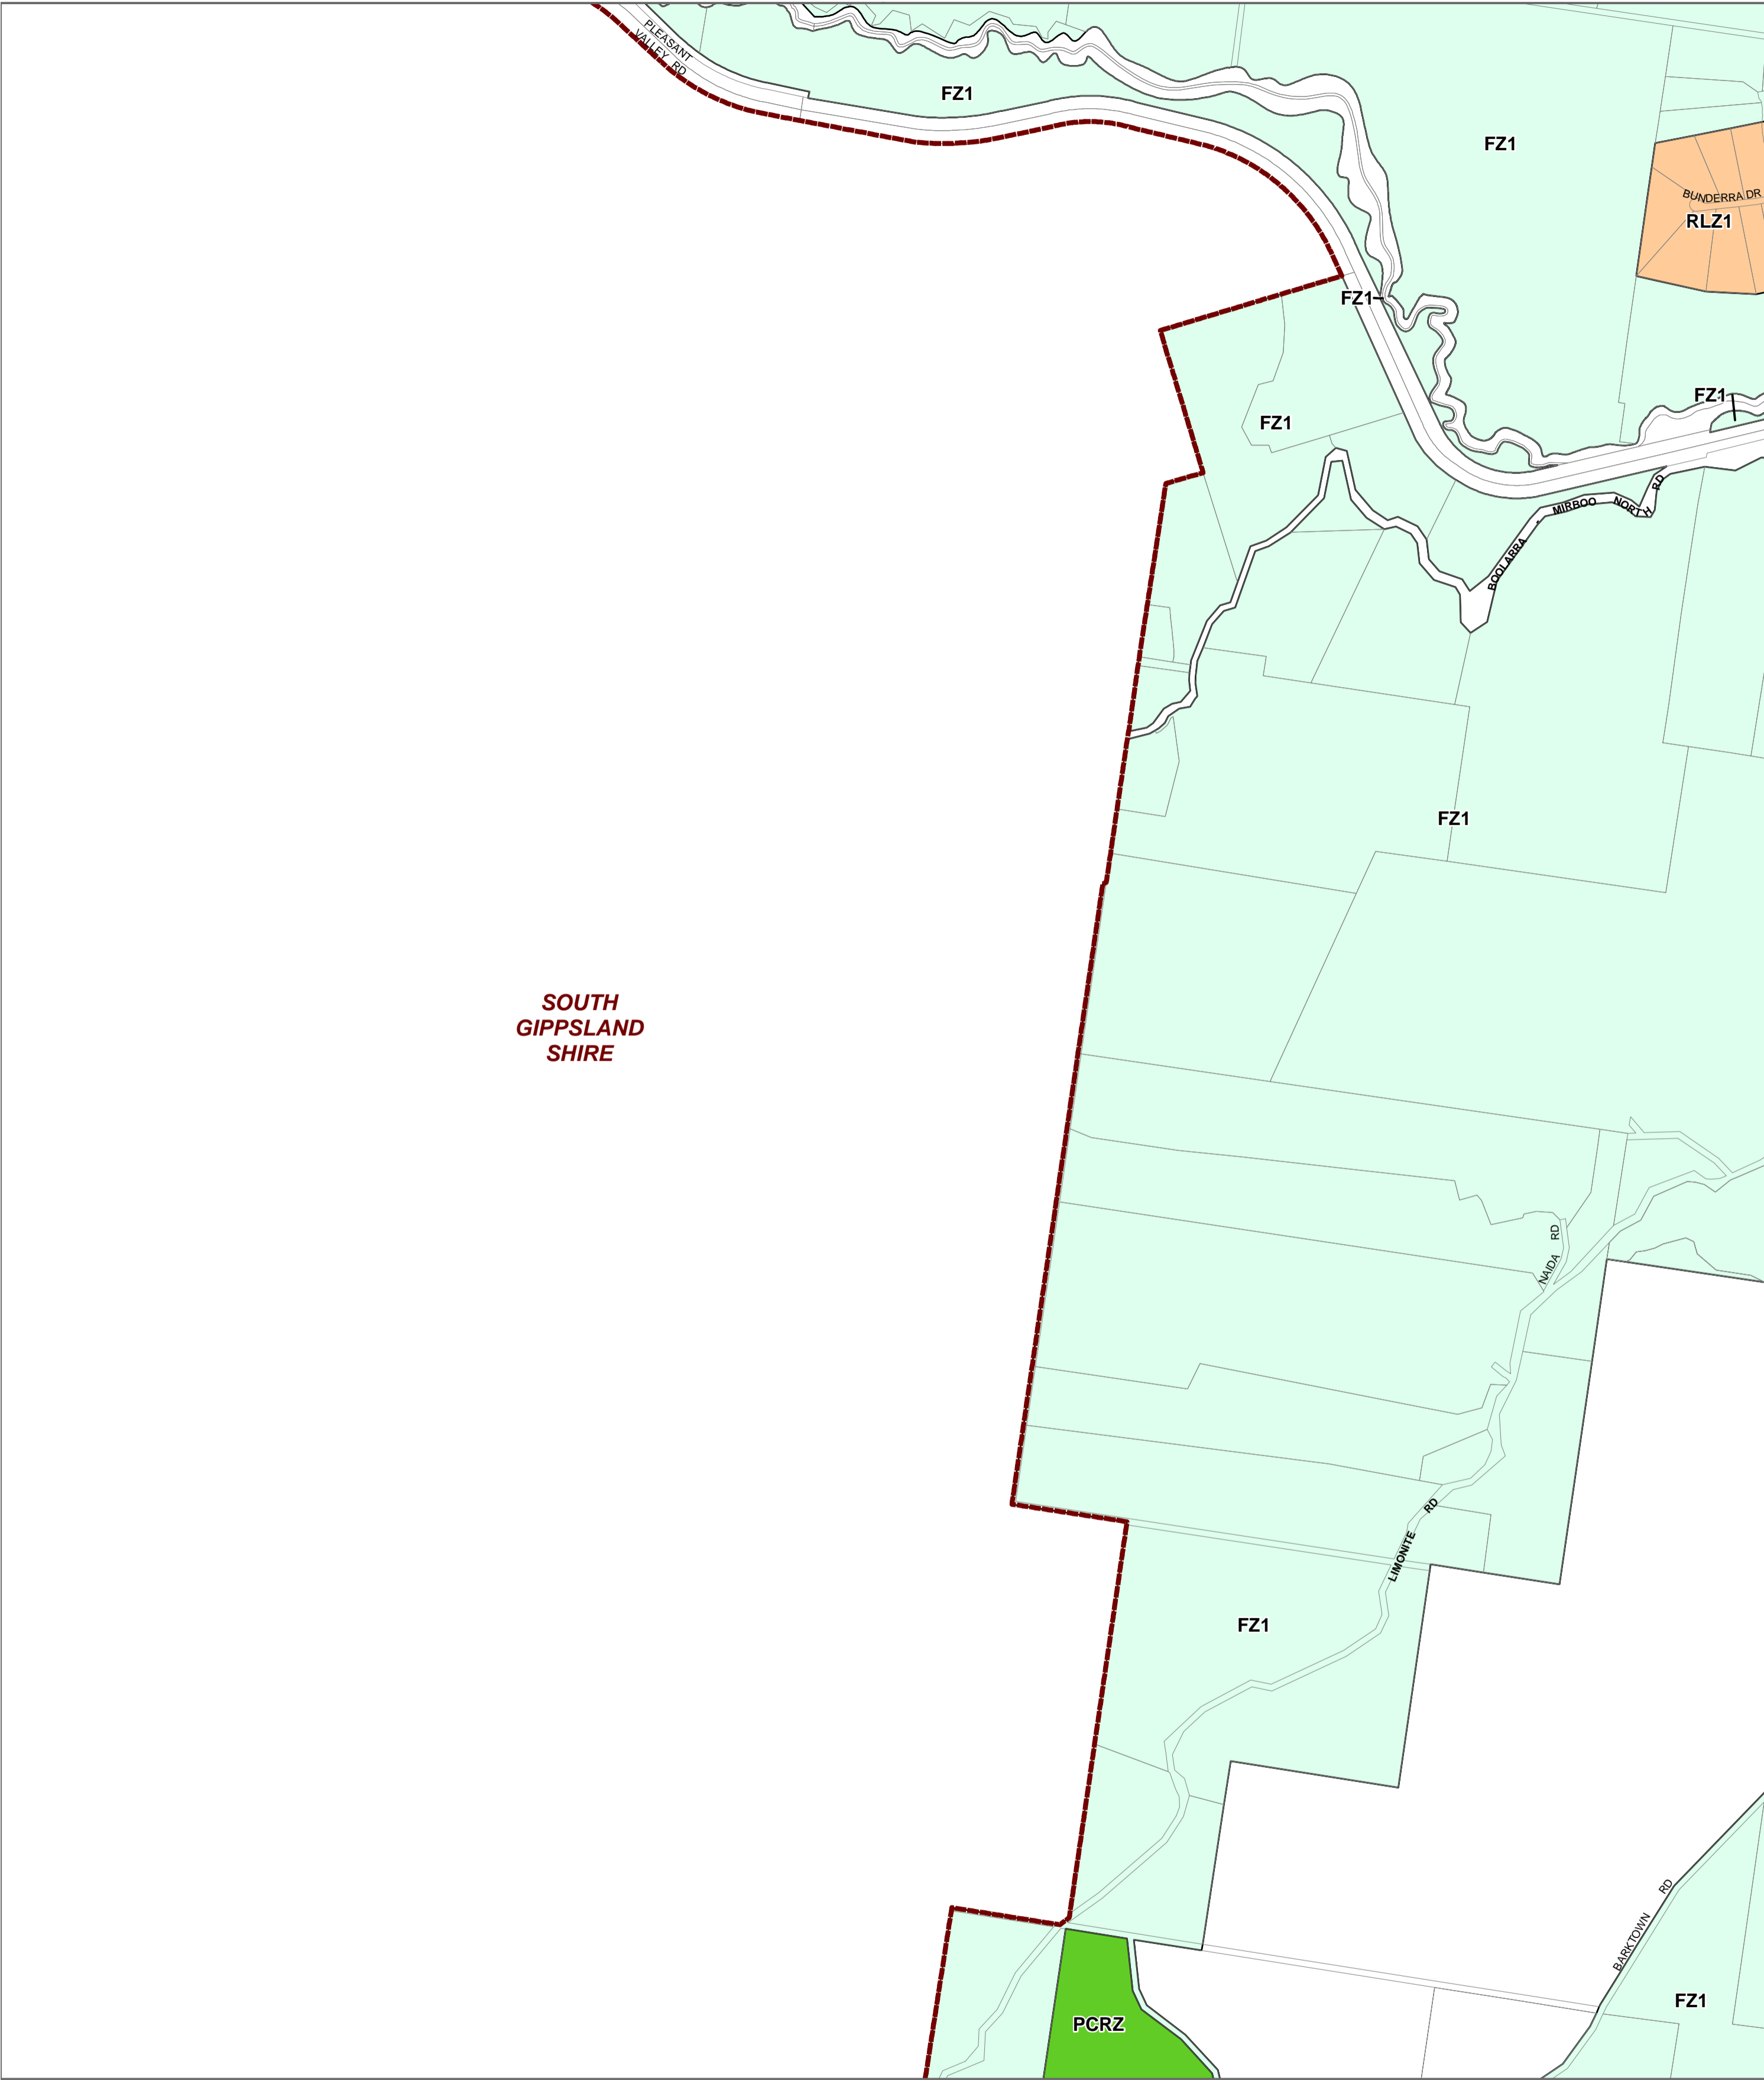 PLEASANT
VALLEY RD
FZ1
FZ1
BUNDERRA DR
RLZ1
FZ1
FZ1
FZ1
BOOLARRA MIRBOO NORTH RD
FZ1
SOUTH
GIPPSLAND
SHIRE
NAIDA RD
LIMONITE RD
FZ1
BARKTOWN RD
FZ1
PCRZ